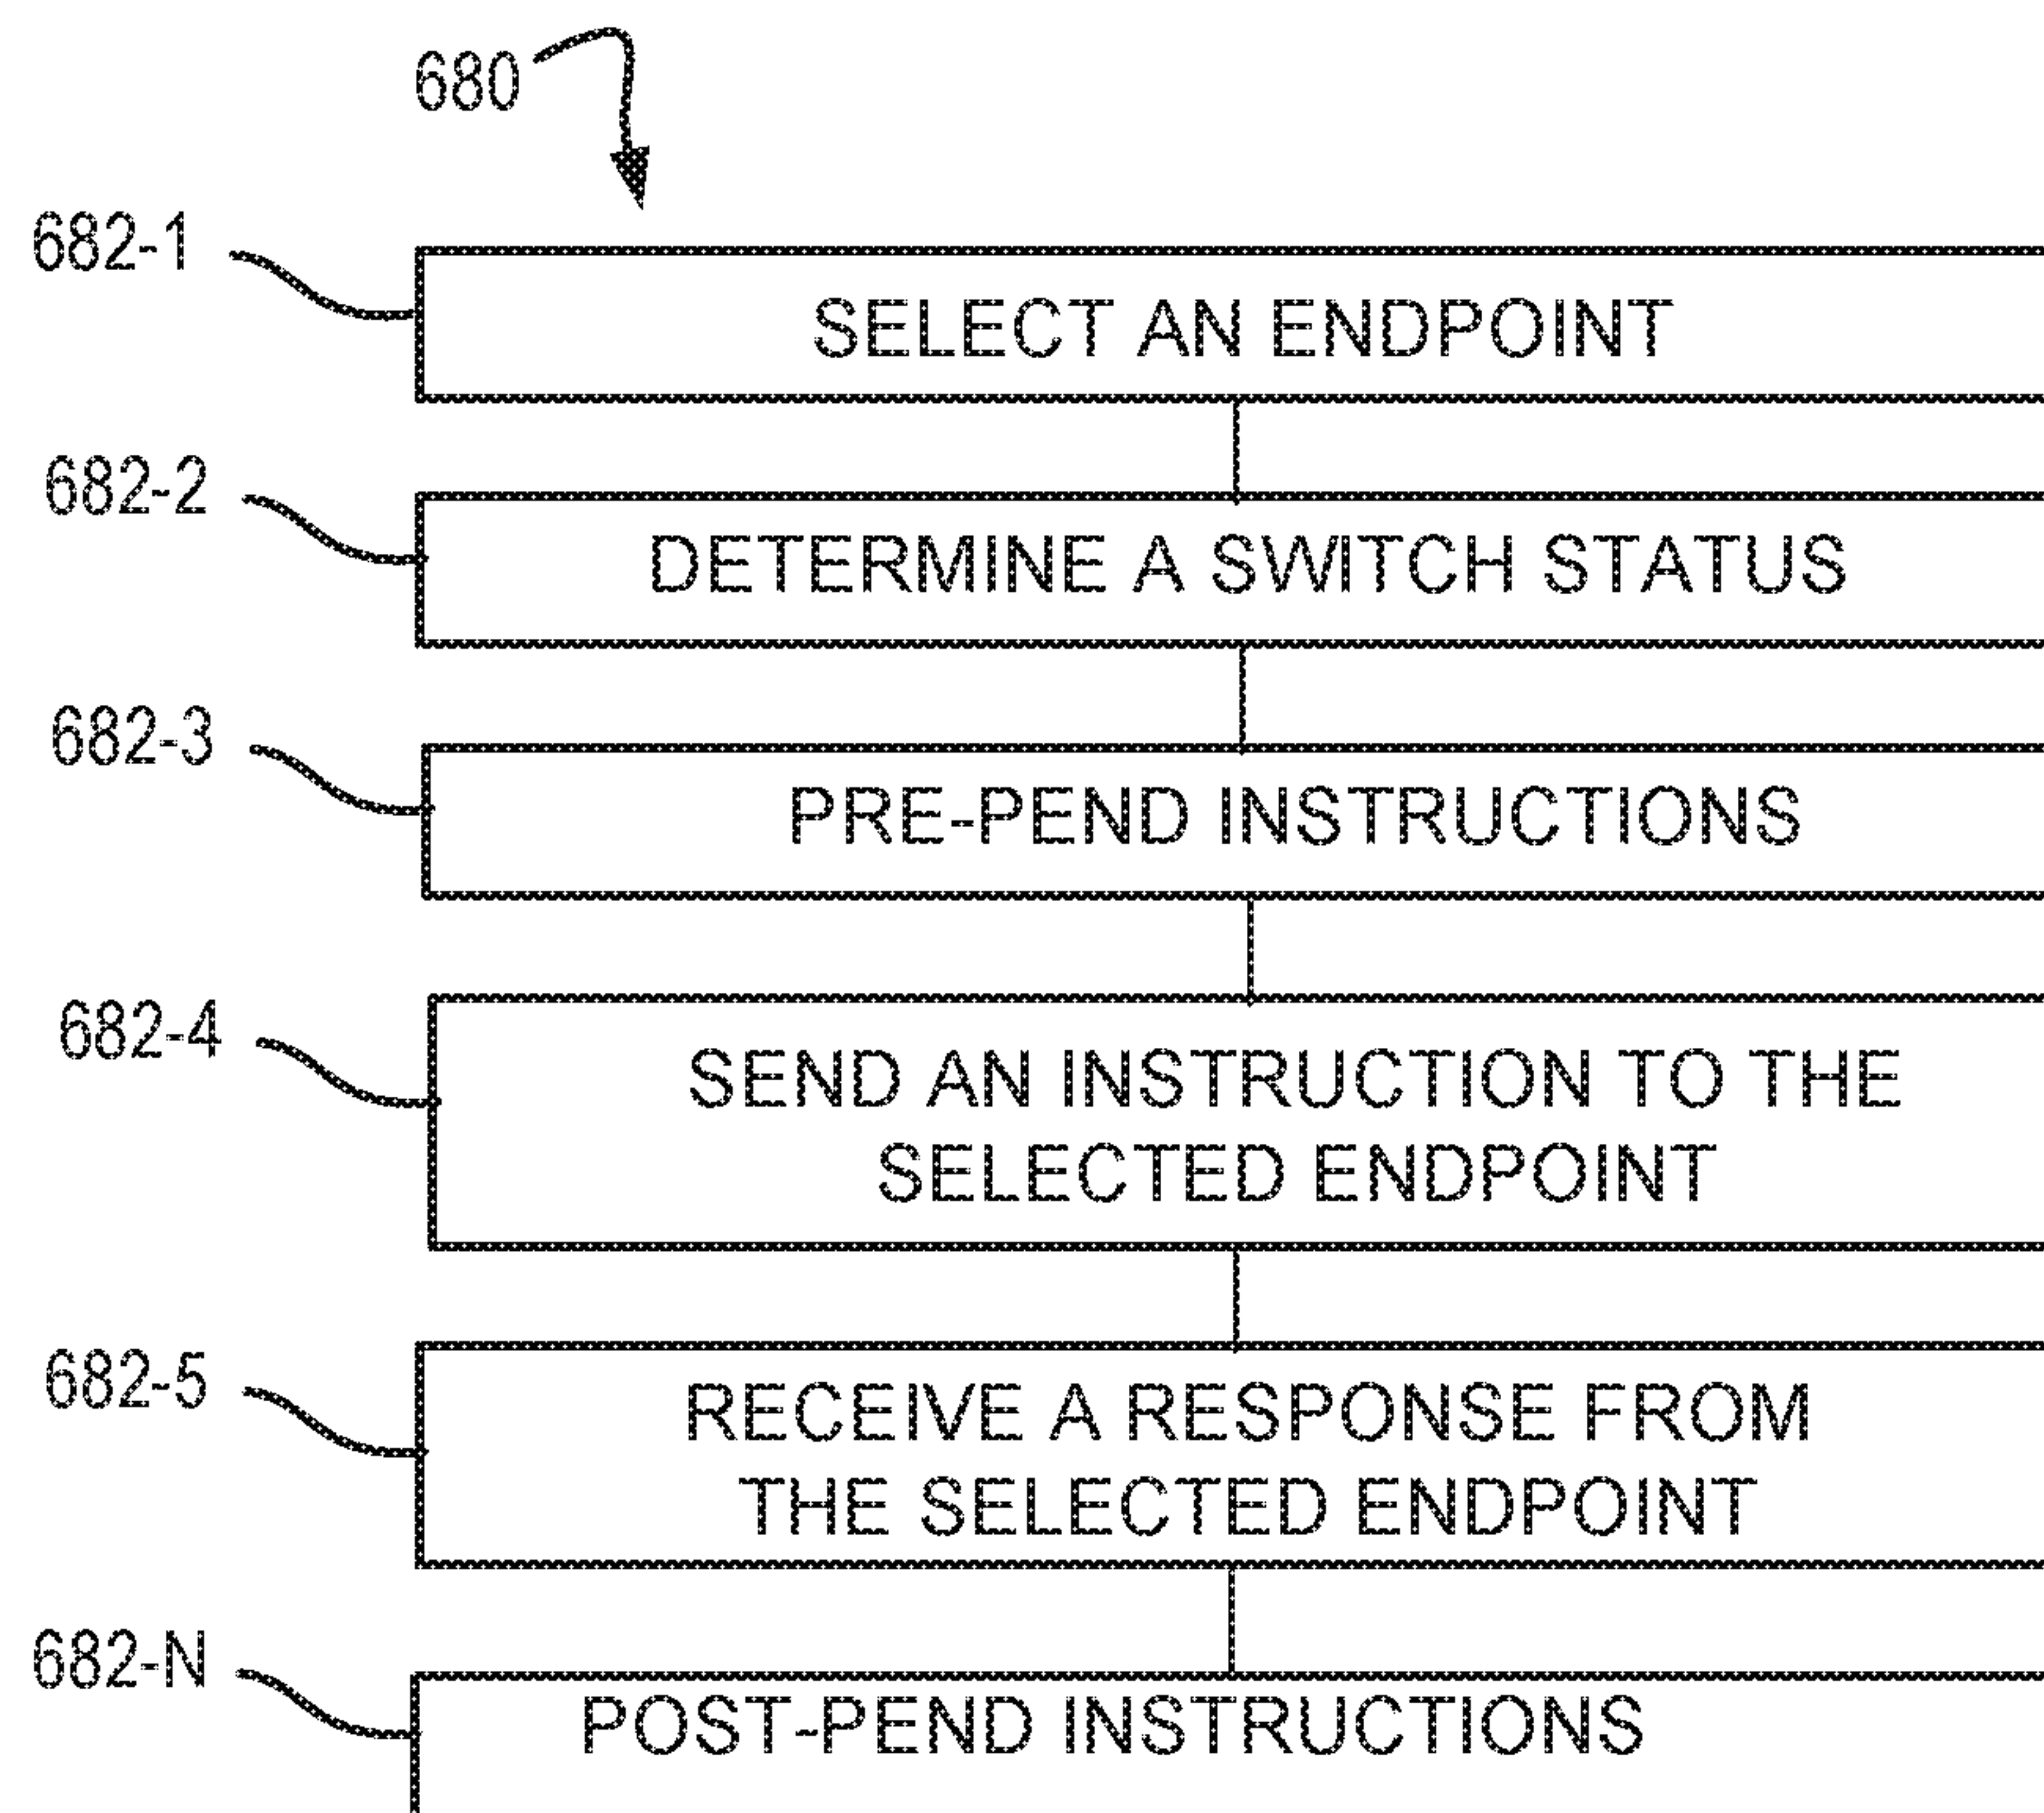 680
682-1
SELECT AN ENDPOINT
682-2
DETERMINE A SWITCH STATUS
682-3
PRE-PEND INSTRUCTIONS
682-4
SEND AN INSTRUCTION TO THE
SELECTED ENDPOINT
682-5
RECEIVE A RESPONSE FROM
THE SELECTED ENDPOINT
682-N
POST-PEND INSTRUCTIONS